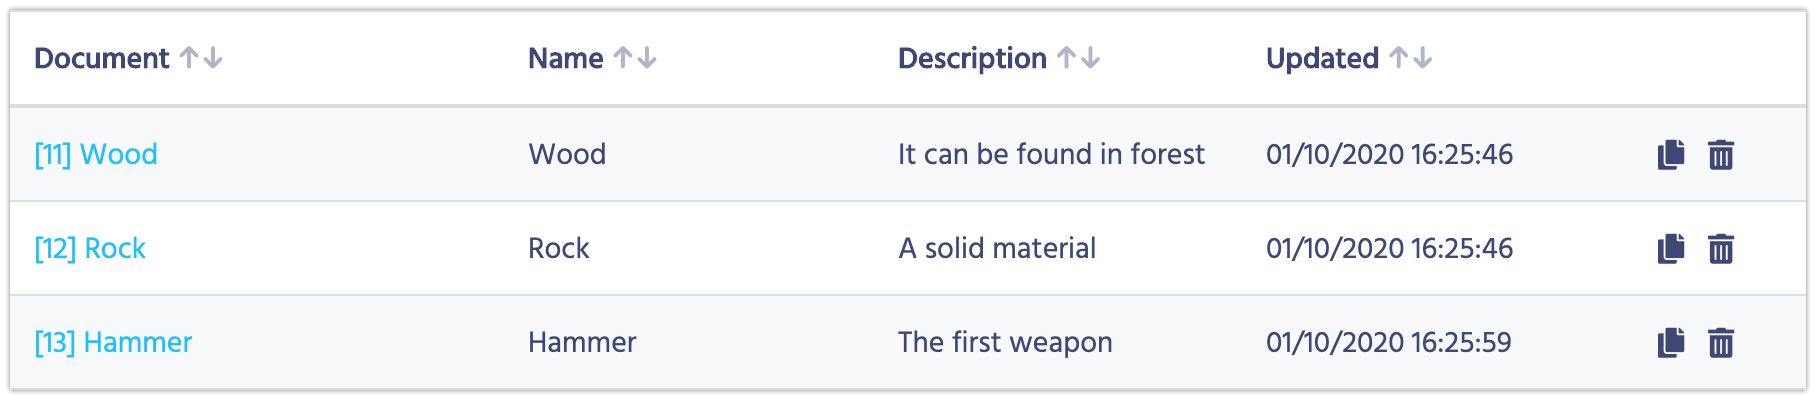 Document Name Description Updated
[11] Wood Wood It can be found in forest 01/10/2020 16:25:46
[12] Rock Rock A solid material 01/10/2020 16:25:46
[13] Hammer Hammer The first weapon 01/10/2020 16:25:59